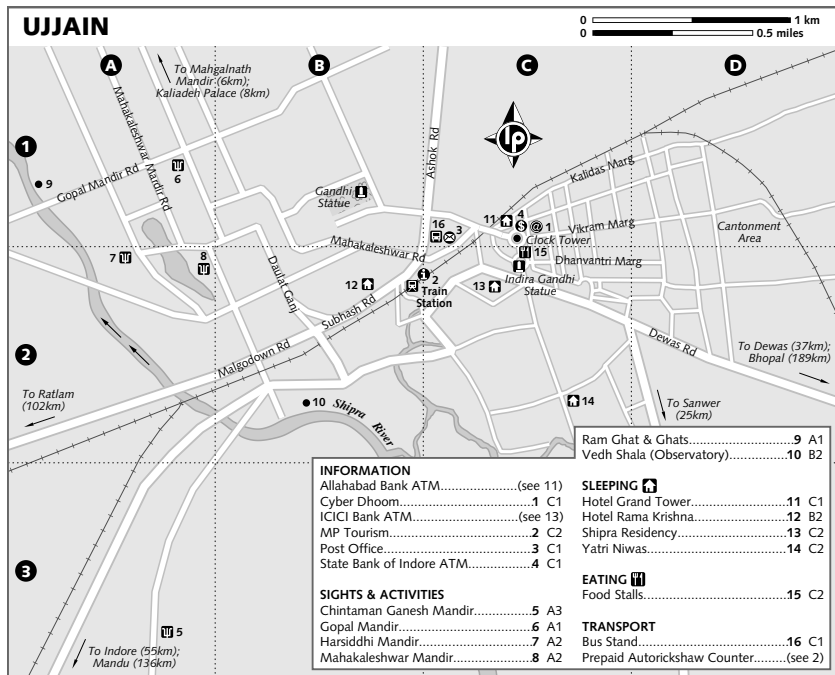 UJJAIN
0 1 km
0 0.5 miles
A
B
C
D
1
2
3
To Mahgalnath
Mandir (6km);
Kaliadeh Palace (8km)
Mahakaleshwar Mardir Rd
Gopal Mandir Rd
9
6
Gandhi
Statue
Ashok Rd
lp
Kalidas Marg
11
4
$
@ 1
Vikram Marg
Clock Tower
Cantonment
Area
16
3
Mahakaleshwar Rd
15
Dhanvantri Marg
Indira Gandhi
Statue
7
8
Daulat Ganj
12
Subhash Rd
i
2
Train
Station
13
Malgodown Rd
Dewas Rd
To Dewas (37km);
Bhopal (189km)
To Ratlam
(102km)
10
Shipra
River
14
To Sanwer
(25km)
5
To Indore (55km);
Mandu (136km)
INFORMATION
Allahabad Bank ATM..................(see 11)
Cyber Dhoom..........................1 C1
ICICI Bank ATM........................(see 13)
MP Tourism.............................2 C2
Post Office...............................3 C1
State Bank of Indore ATM...........4 C1
SIGHTS & ACTIVITIES
Chintaman Ganesh Mandir...........5 A3
Gopal Mandir............................6 A1
Harsiddhi Mandir.......................7 A2
Mahakaleshwar Mandir...............8 A2
Ram Ghat & Ghats.....................9 A1
Vedh Shala (Observatory)...........10 B2
SLEEPING
Hotel Grand Tower.....................11 C1
Hotel Rama Krishna....................12 B2
Shipra Residency........................13 C2
Yatri Niwas...............................14 C2
EATING
Food Stalls................................15 C2
TRANSPORT
Bus Stand.................................16 C1
Prepaid Autorickshaw Counter.......(see 2)